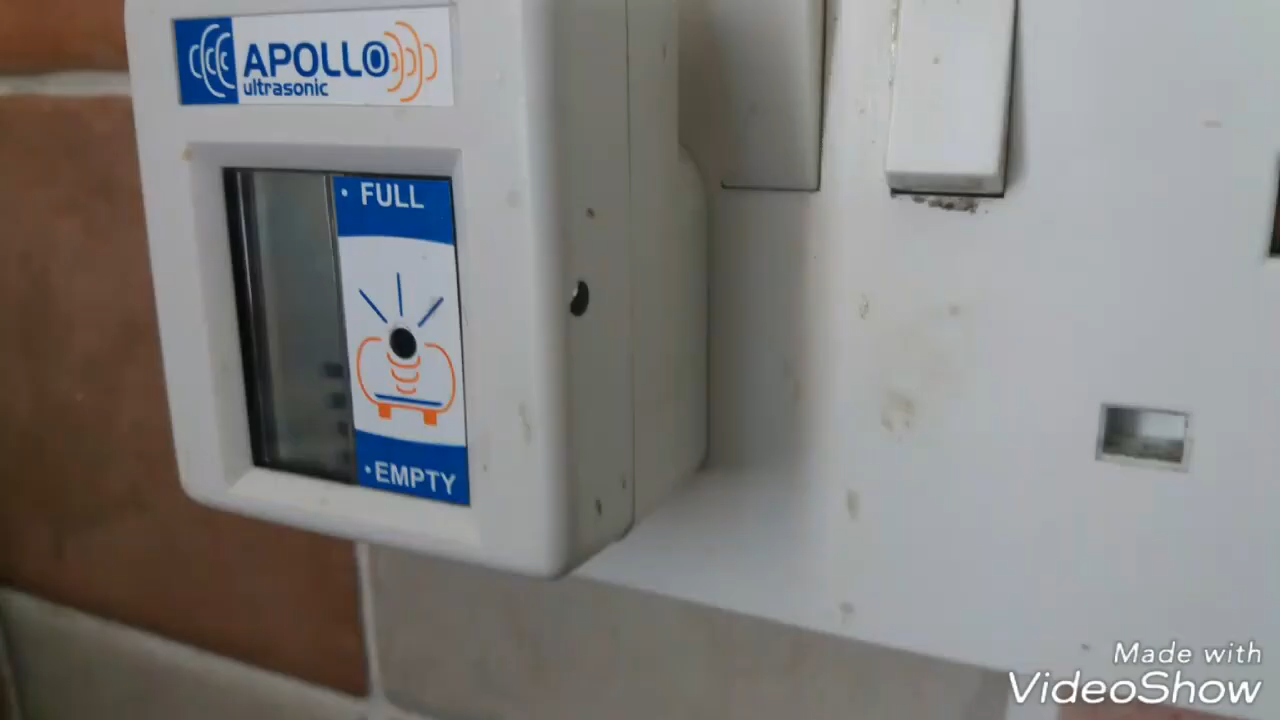 APOLLO
ultrasonic
• FULL
• EMPTY
Made with
VideoShow